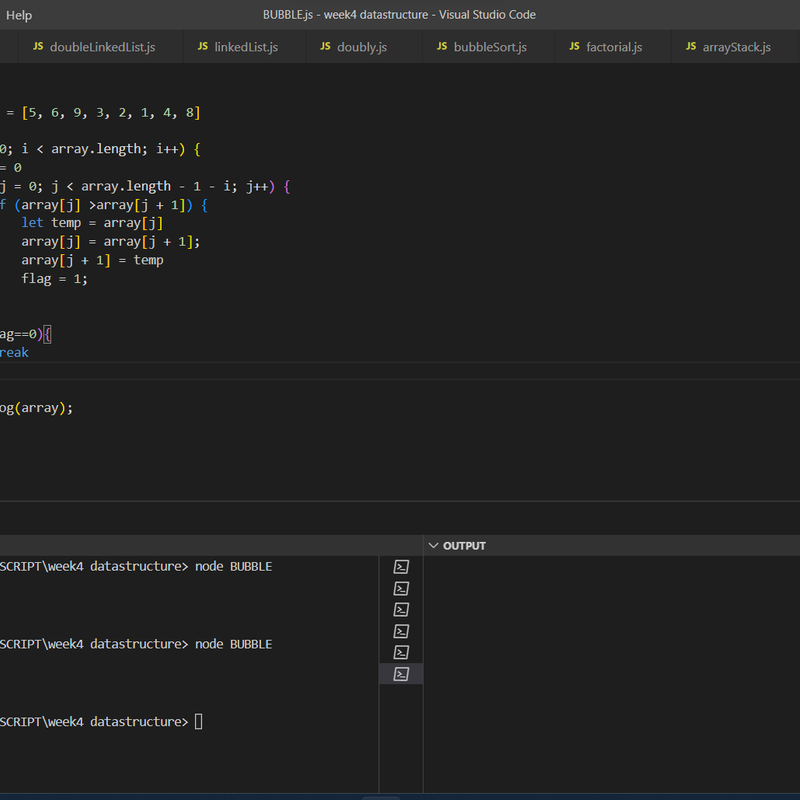 Help BUBBLE.js - week4 datastructure - Visual Studio Code
JS doubleLinkedList.js JS linkedList.js JS doubly.js JS bubbleSort.js JS factorial.js JS arrayStack.js
= [5, 6, 9, 3, 2, 1, 4, 8]
0; i < array.length; i++) {
= 0
j = 0; j < array.length - 1 - i; j++) {
f (array[j] >array[j + 1]) {
let temp = array[j]
array[j] = array[j + 1];
array[j + 1] = temp
flag = 1;
ag==0){
reak
og(array);
OUTPUT
SCRIPT\week4 datastructure> node BUBBLE
SCRIPT\week4 datastructure> node BUBBLE
SCRIPT\week4 datastructure>